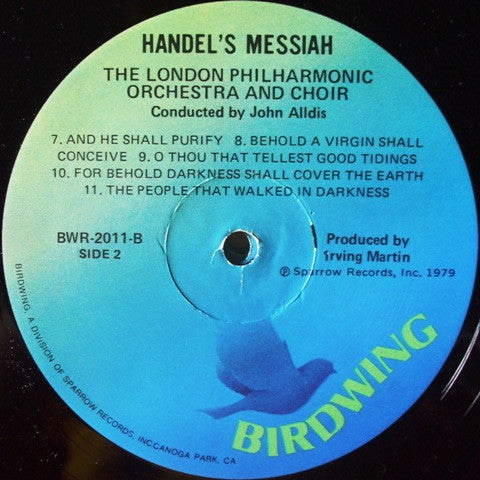 HANDEL'S MESSIAH
THE LONDON PHILHARMONIC
ORCHESTRA AND CHOIR
Conducted by John Alldis
7. AND HE SHALL PURIFY 8. BEHOLD A VIRGIN SHALL
CONCEIVE 9. O THOU THAT TELLEST GOOD TIDINGS
10. FOR BEHOLD DARKNESS SHALL COVER THE EARTH
11. THE PEOPLE THAT WALKED IN DARKNESS
BWR-2011-B
SIDE 2
Produced by
Irving Martin
℗ Sparrow Records, Inc. 1979
BIRDWING
BIRDWING, A DIVISION OF SPARROW RECORDS, INC. CANOGA PARK, CA